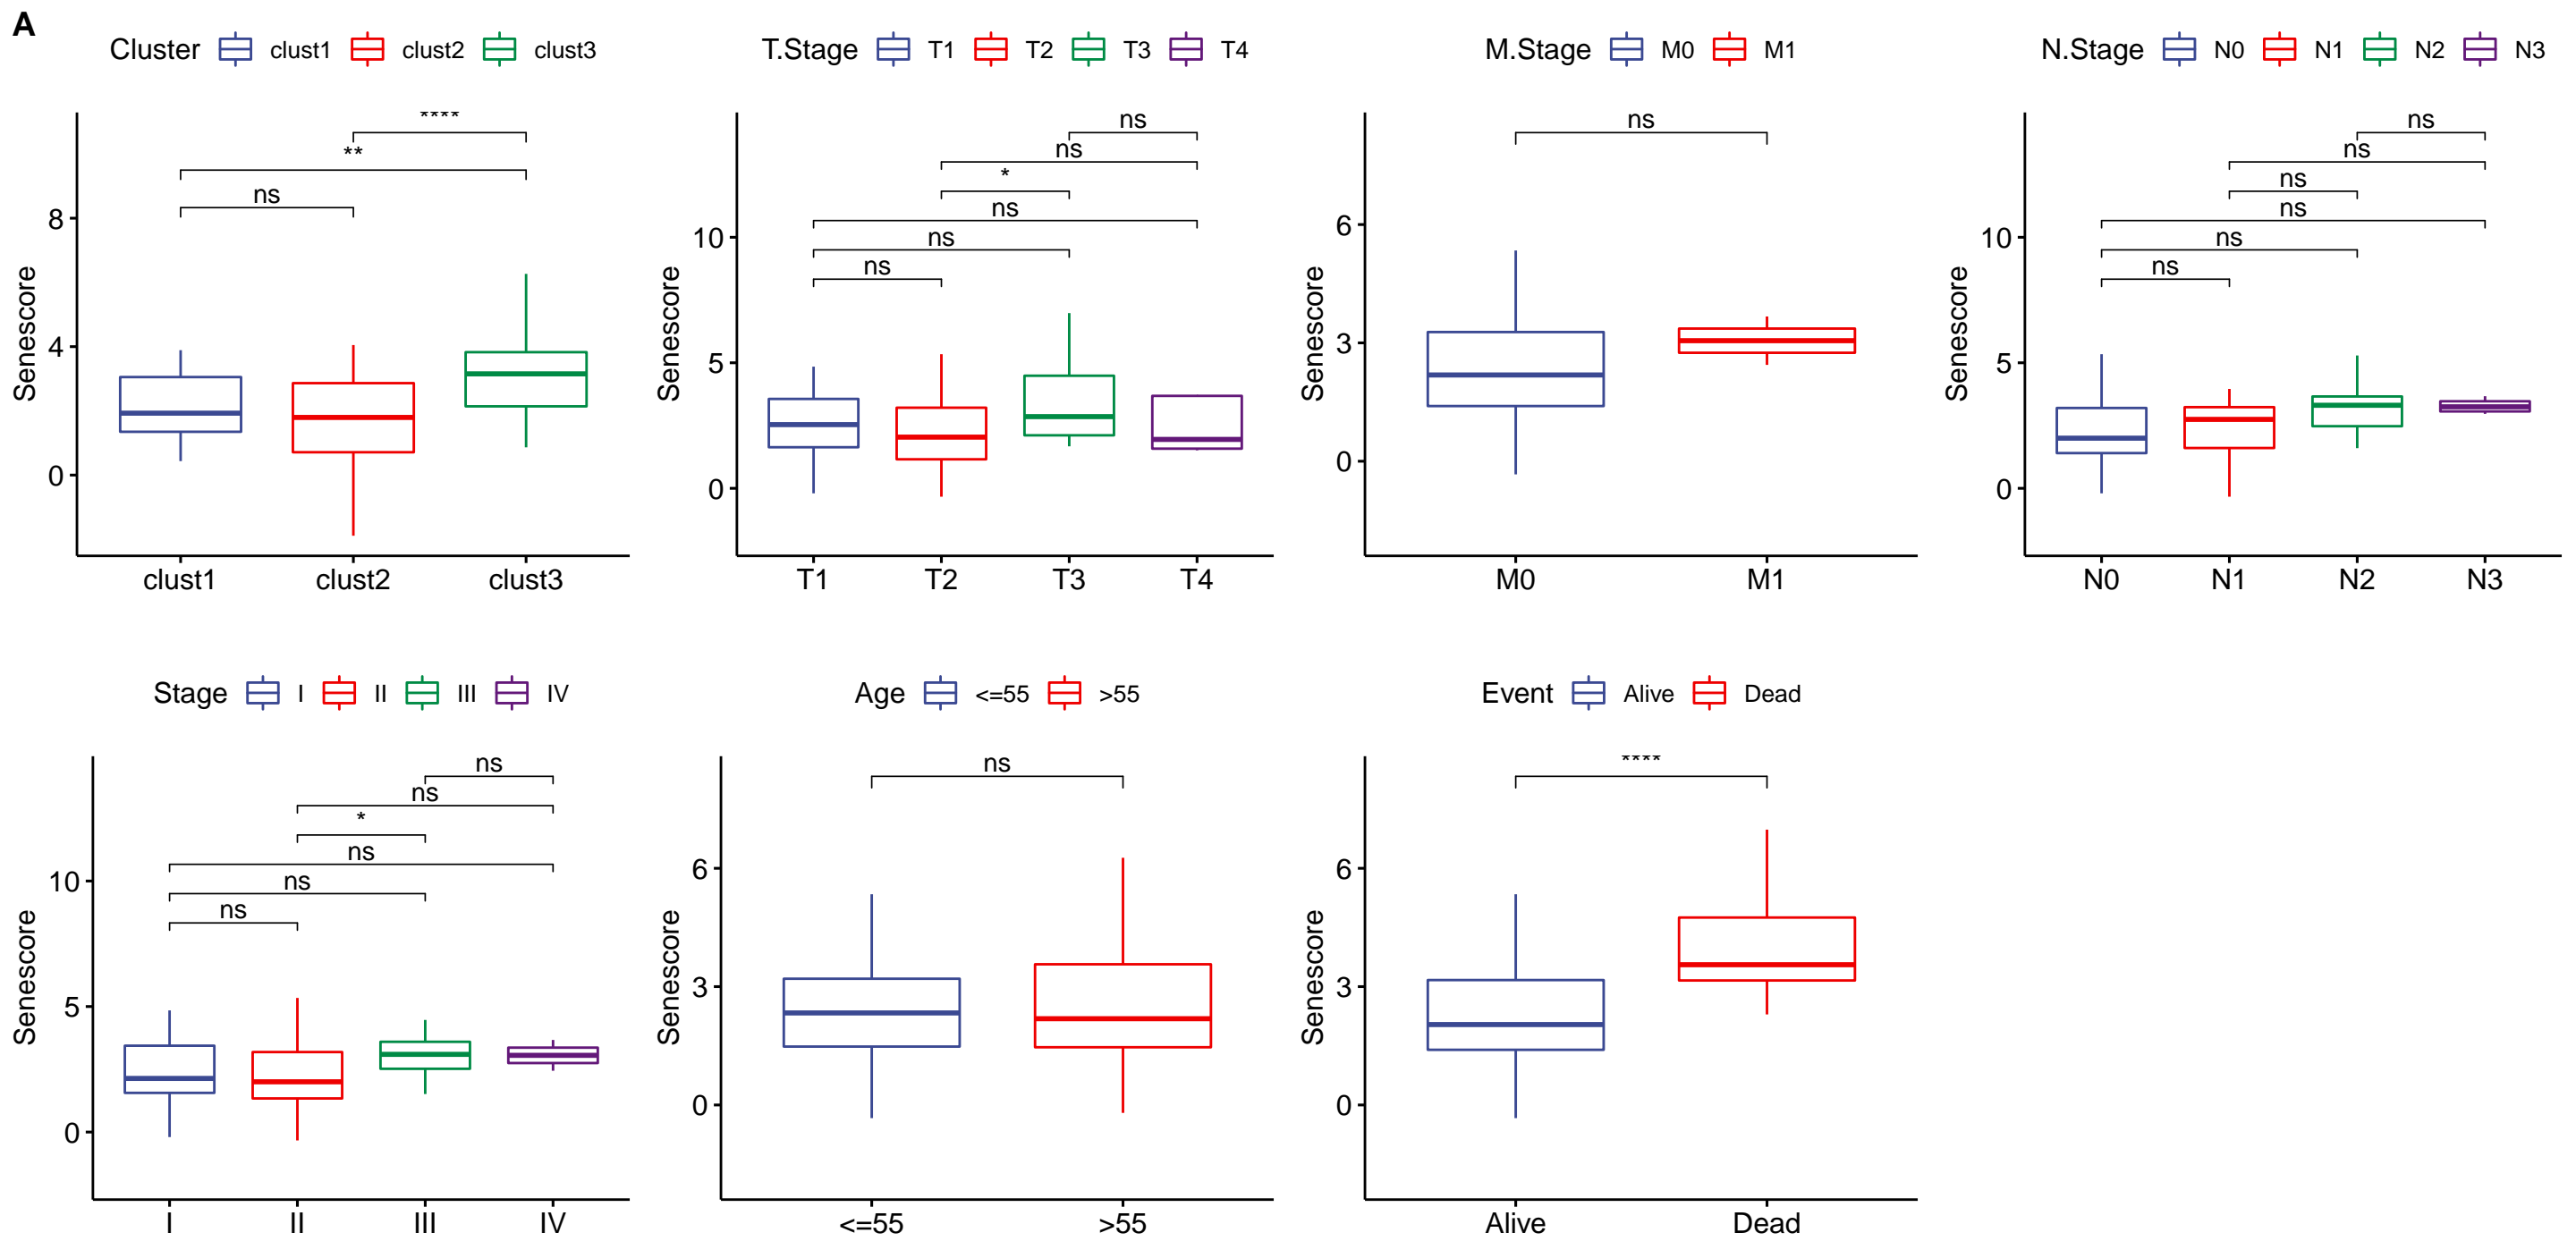 A
Cluster clust1 clust2 clust3
T.Stage T1 T2 T3 T4
M.Stage M0 M1
N.Stage N0 N1 N2 N3
****
**
ns
8
4
0
Senescore
clust1 clust2 clust3
ns
ns
*
ns
ns
ns
10
5
0
Senescore
T1 T2 T3 T4
ns
6
3
0
Senescore
M0 M1
ns
ns
ns
ns
ns
ns
10
5
0
Senescore
N0 N1 N2 N3
Stage I II III IV
Age <=55 >55
Event Alive Dead
ns
ns
*
ns
ns
ns
10
5
0
Senescore
I II III IV
ns
6
3
0
Senescore
<=55 >55
****
6
3
0
Senescore
Alive Dead